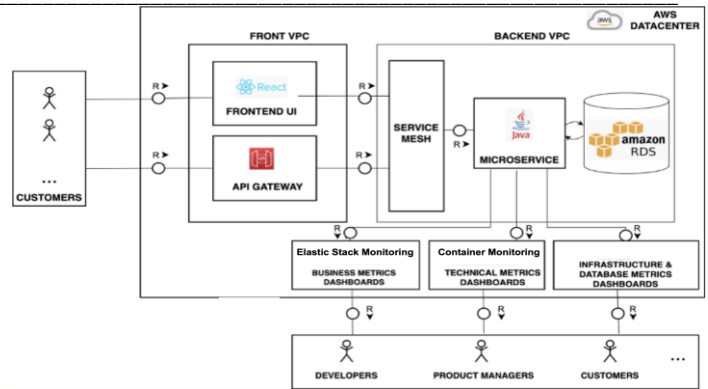 aws
AWS
DATACENTER
FRONT VPC
BACKEND VPC
R
React
FRONTEND UI
R
SERVICE
MESH
R
Java
MICROSERVICE
amazon
RDS
R
API GATEWAY
R
...
CUSTOMERS
R
R
R
Elastic Stack Monitoring
BUSINESS METRICS
DASHBOARDS
Container Monitoring
TECHNICAL METRICS
DASHBOARDS
INFRASTRUCTURE &
DATABASE METRICS
DASHBOARDS
R
R
R
DEVELOPERS
PRODUCT MANAGERS
CUSTOMERS
...